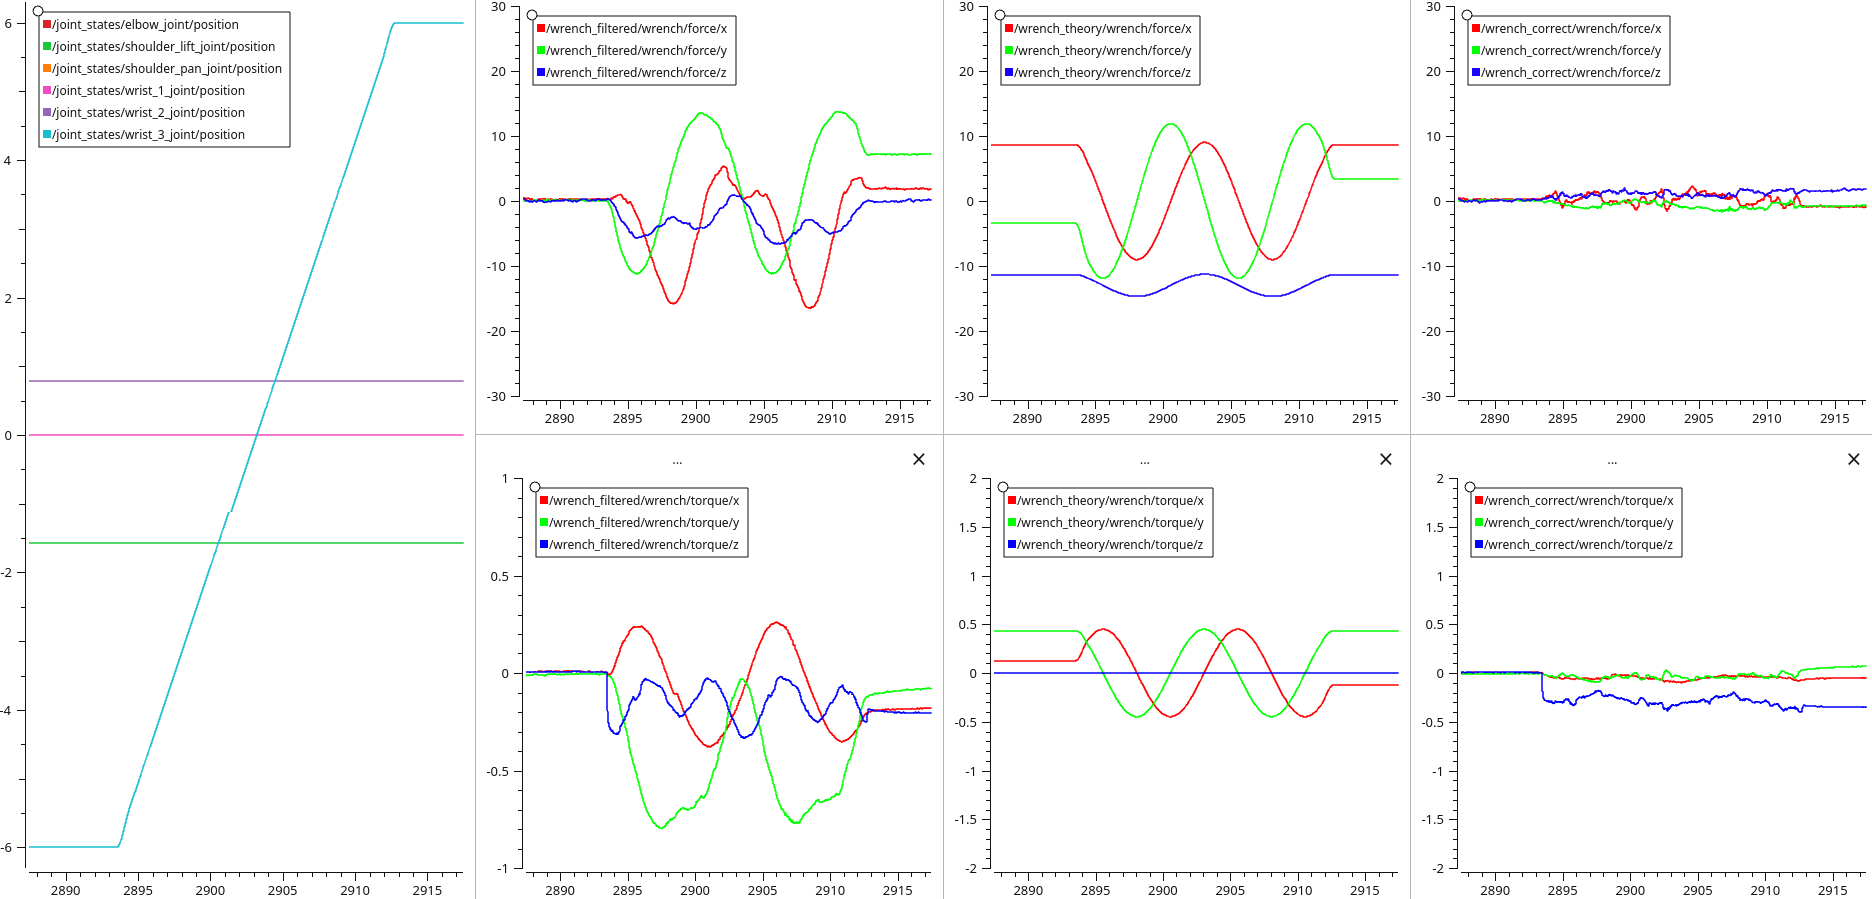 /joint_states/elbow_joint/position
/joint_states/shoulder_lift_joint/position
/joint_states/shoulder_pan_joint/position
/joint_states/wrist_1_joint/position
/joint_states/wrist_2_joint/position
/joint_states/wrist_3_joint/position
6
4
2
0
-2
-4
-6
2890 2895 2900 2905 2910 2915
/wrench_filtered/wrench/force/x
/wrench_filtered/wrench/force/y
/wrench_filtered/wrench/force/z
30
20
10
0
-10
-20
-30
2890 2895 2900 2905 2910 2915
/wrench_theory/wrench/force/x
/wrench_theory/wrench/force/y
/wrench_theory/wrench/force/z
30
20
10
0
-10
-20
-30
2890 2895 2900 2905 2910 2915
/wrench_correct/wrench/force/x
/wrench_correct/wrench/force/y
/wrench_correct/wrench/force/z
30
20
10
0
-10
-20
-30
2890 2895 2900 2905 2910 2915
...
/wrench_filtered/wrench/torque/x
/wrench_filtered/wrench/torque/y
/wrench_filtered/wrench/torque/z
1
0.5
0
-0.5
-1
2890 2895 2900 2905 2910 2915
...
/wrench_theory/wrench/torque/x
/wrench_theory/wrench/torque/y
/wrench_theory/wrench/torque/z
2
1.5
1
0.5
0
-0.5
-1
-1.5
-2
2890 2895 2900 2905 2910 2915
...
/wrench_correct/wrench/torque/x
/wrench_correct/wrench/torque/y
/wrench_correct/wrench/torque/z
2
1.5
1
0.5
0
-0.5
-1
-1.5
-2
2890 2895 2900 2905 2910 2915